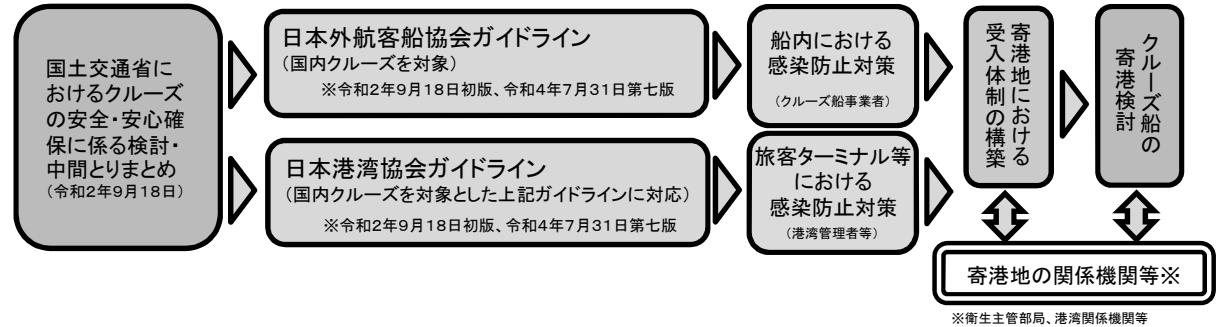 国土交通省に
おけるクルーズ
の安全・安心確
保に係る検討・
中間とりまとめ
(令和2年9月18日)
日本外航客船協会ガイドライン
(国内クルーズを対象)
※令和2年9月18日初版、令和4年7月31日第七版
日本港湾協会ガイドライン
(国内クルーズを対象とした上記ガイドラインに対応)
※令和2年9月18日初版、令和4年7月31日第七版
船内における
感染防止対策
(クルーズ船事業者)
旅客ターミナル等
における
感染防止対策
(港湾管理者等)
寄港地における
受入体制の構築
クルーズ船の
寄港検討
寄港地の関係機関等※
※衛生主管部局、港湾関係機関等